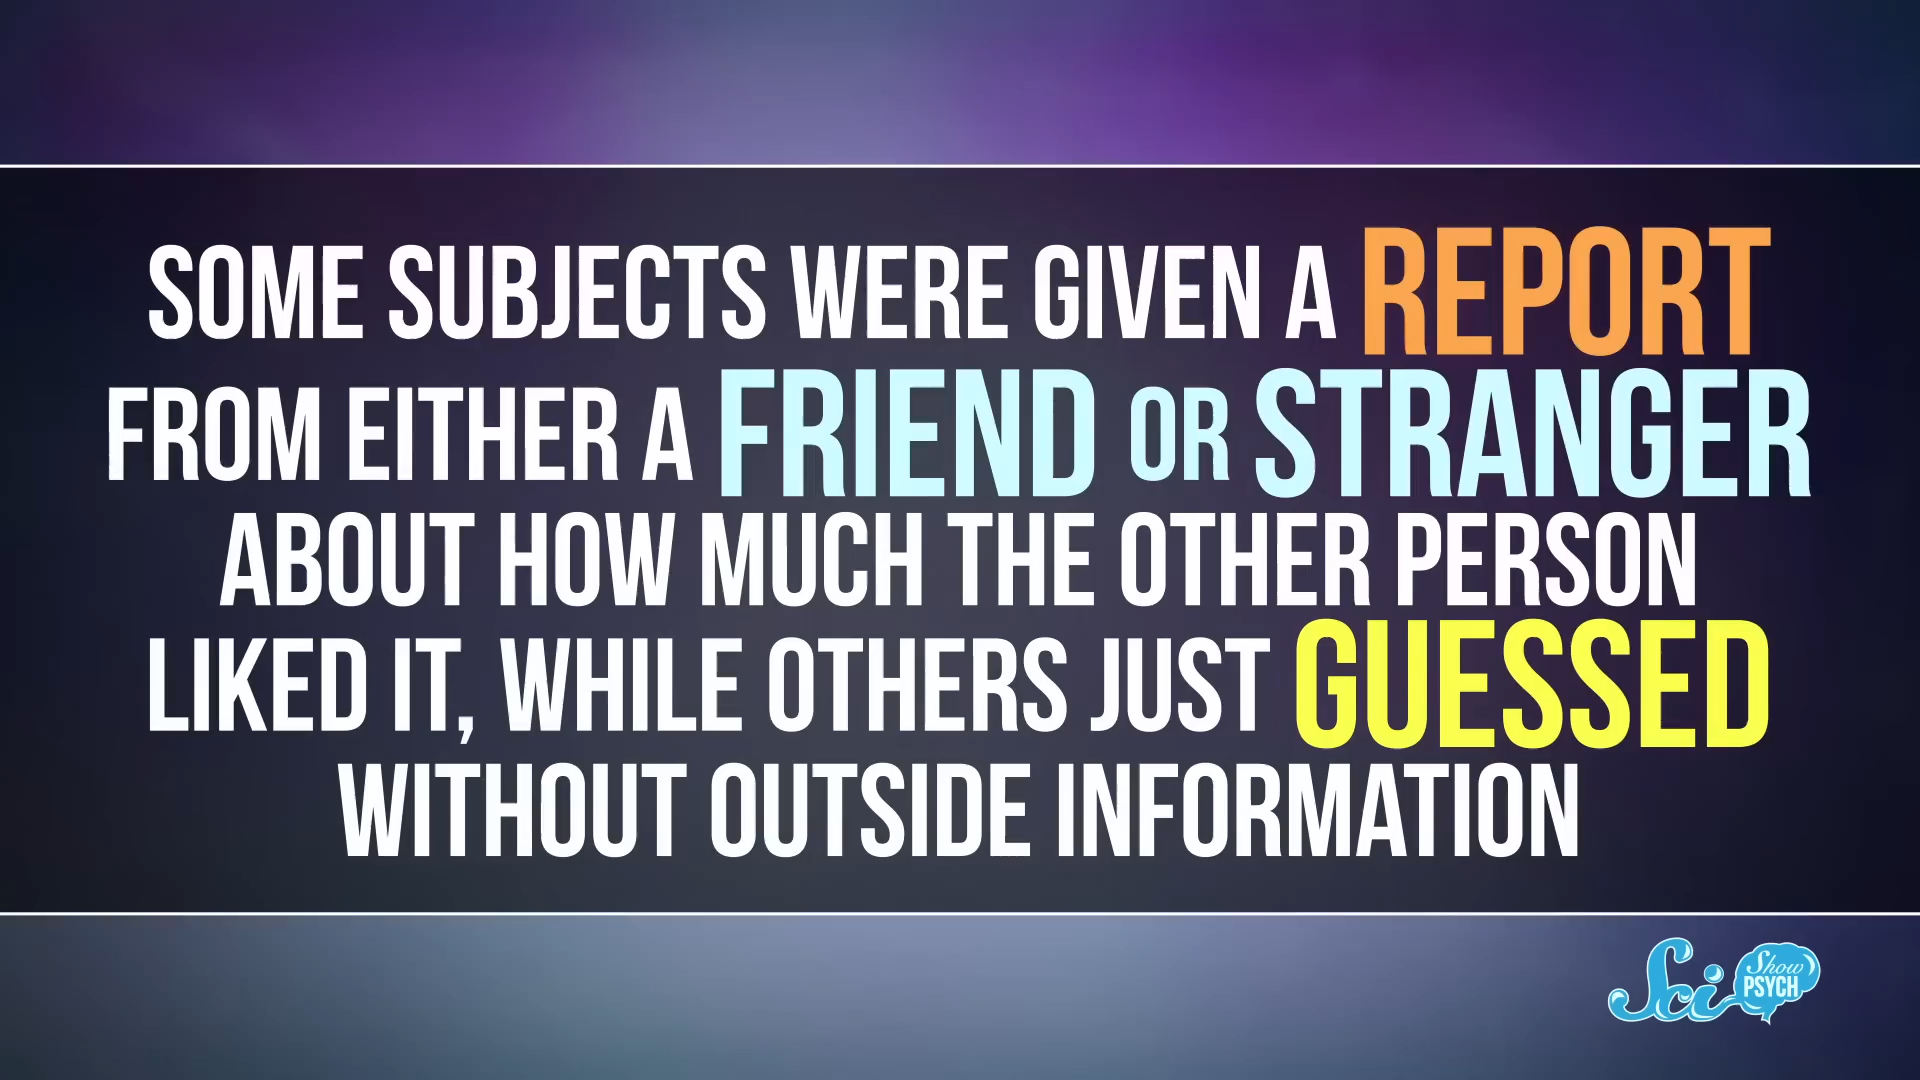 SOME SUBJECTS WERE GIVEN A REPORT
FROM EITHER A FRIEND OR STRANGER
ABOUT HOW MUCH THE OTHER PERSON
LIKED IT, WHILE OTHERS JUST GUESSED
WITHOUT OUTSIDE INFORMATION
Sci Show
PSYCH